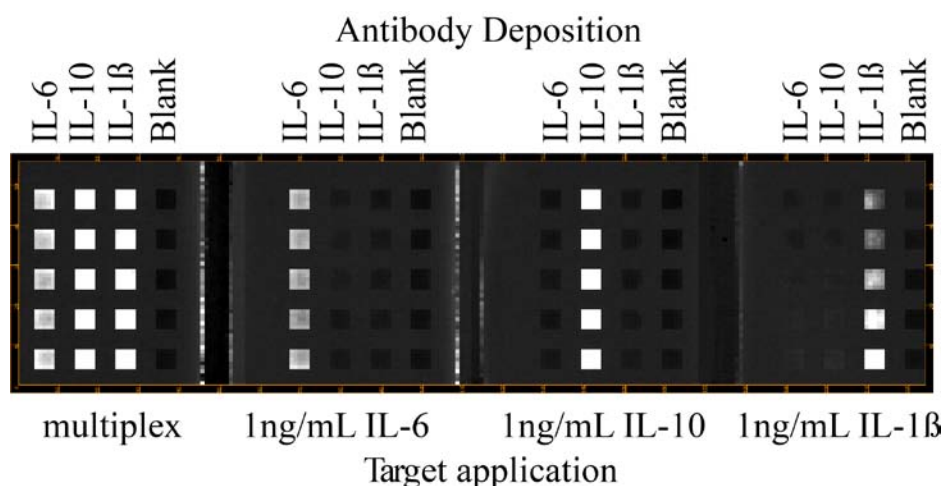 Antibody Deposition
IL-6 IL-10 IL-1ß Blank IL-6 IL-10 IL-1ß Blank IL-6 IL-10 IL-1ß Blank IL-6 IL-10 IL-1ß Blank
multiplex 1ng/mL IL-6 1ng/mL IL-10 1ng/mL IL-1ß
Target application